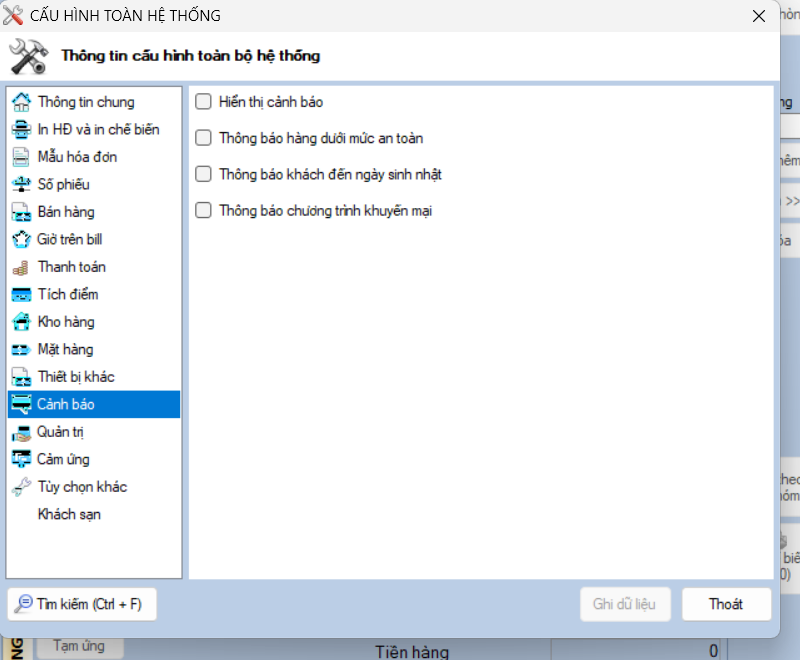 CẤU HÌNH TOÀN HỆ THỐNG
Thông tin cấu hình toàn bộ hệ thống
Thông tin chung
In HĐ và in chế biến
Mẫu hóa đơn
Số phiếu
Bán hàng
Giờ trên bill
Thanh toán
Tích điểm
Kho hàng
Mặt hàng
Thiết bị khác
Cảnh báo
Quản trị
Cảm ứng
Tùy chọn khác
Khách sạn
Hiển thị cảnh báo
Thông báo hàng dưới mức an toàn
Thông báo khách đến ngày sinh nhật
Thông báo chương trình khuyến mại
Tìm kiếm (Ctrl + F)
Ghi dữ liệu
Thoát
>>
0)
NG
Tạm ứng
Tiền hàng
0